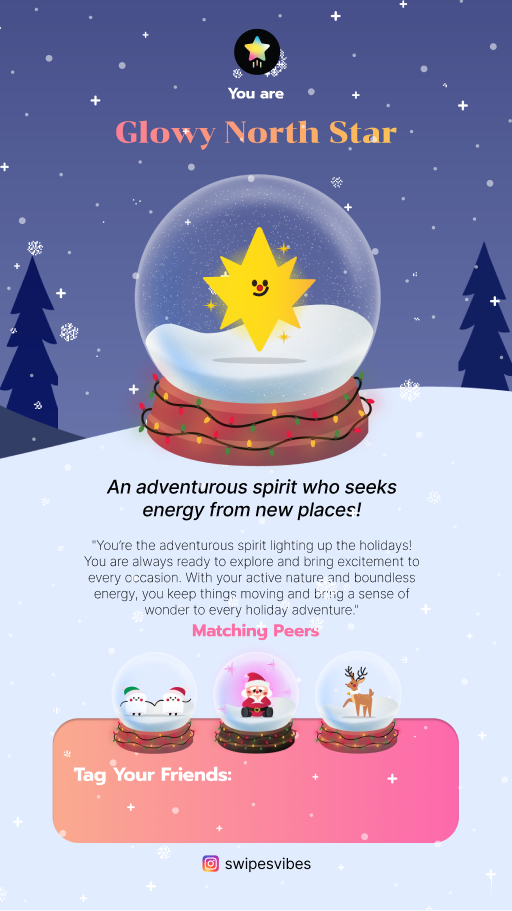 You are
Glowy North Star
An adventurous spirit who seeks
energy from new places!
"You're the adventurous spirit lighting up the holidays!
You are always ready to explore and bring excitement to
every occasion. With your active nature and boundless
energy, you keep things moving and bring a sense of
wonder to every holiday adventure."
Matching Peers
Tag Your Friends:
swipesvibes